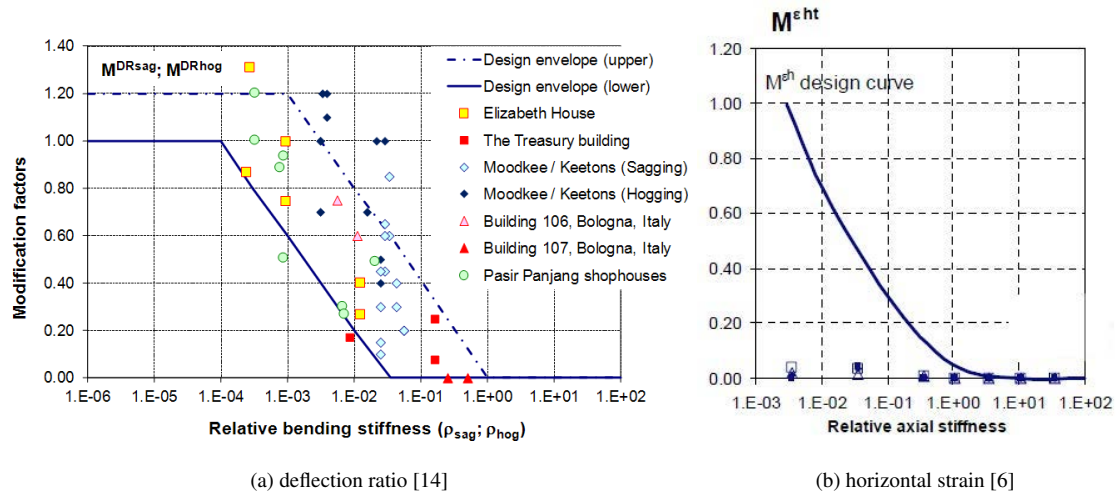 1.40
1.20
1.00
0.80
0.60
0.40
0.20
0.00
Modification factors
M^DRsag; M^DRhog
Design envelope (upper)
Design envelope (lower)
Elizabeth House
The Treasury building
Moodkee / Keetons (Sagging)
Moodkee / Keetons (Hogging)
Building 106, Bologna, Italy
Building 107, Bologna, Italy
Pasir Panjang shophouses
1.E-06 1.E-05 1.E-04 1.E-03 1.E-02 1.E-01 1.E+00 1.E+01 1.E+02
Relative bending stiffness (ρsag; ρhog)
(a) deflection ratio [14]
M^εht
1.20
1.00
0.80
0.60
0.40
0.20
0.00
M^εh design curve
1.E-03 1.E-02 1.E-01 1.E+00 1.E+01 1.E+02
Relative axial stiffness
(b) horizontal strain [6]